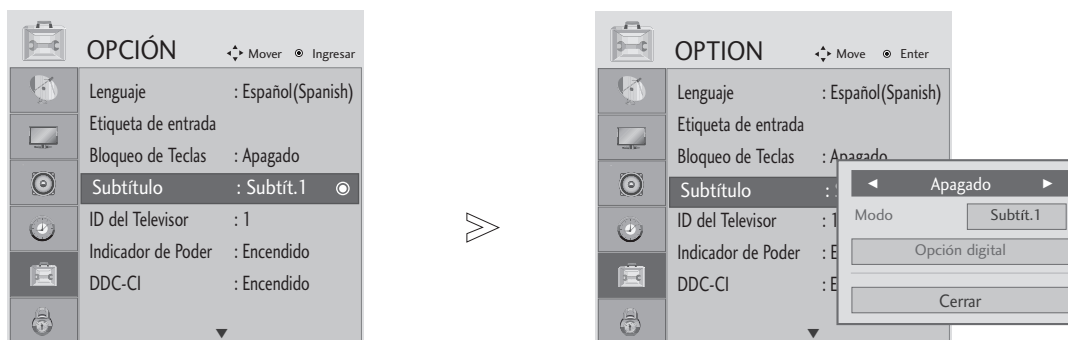 OPCIÓN Mover Ingresar
Lenguaje : Español(Spanish)
Etiqueta de entrada
Bloqueo de Teclas : Apagado
Subtítulo : Subtít.1
ID del Televisor : 1
Indicador de Poder : Encendido
DDC-CI : Encendido
OPTION Move Enter
Lenguaje : Español(Spanish)
Etiqueta de entrada
Bloqueo de Teclas : Apagado
Subtítulo :
ID del Televisor : 1
Indicador de Poder : E
DDC-CI : E
◄ Apagado ►
Modo Subtít.1
Opción digital
Cerrar